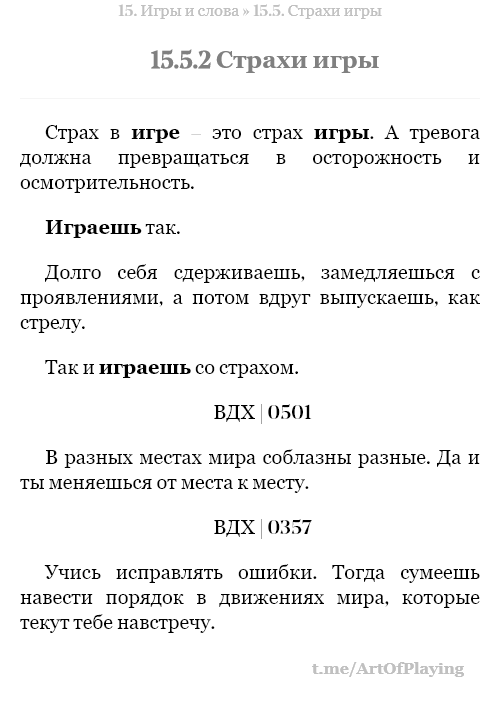 15. Игры и слова » 15.5. Страхи игры
15.5.2 Страхи игры
Страх в игре – это страх игры. А тревога
должна превращаться в осторожность и
осмотрительность.
Играешь так.
Долго себя сдерживаешь, замедляешься с
проявлениями, а потом вдруг выпускаешь, как
стрелу.
Так и играешь со страхом.
ВДХ | 0501
В разных местах мира соблазны разные. Да и
ты меняешься от места к месту.
ВДХ | 0357
Учись исправлять ошибки. Тогда сумеешь
навести порядок в движениях мира, которые
текут тебе навстречу.
t.me/ArtOfPlaying